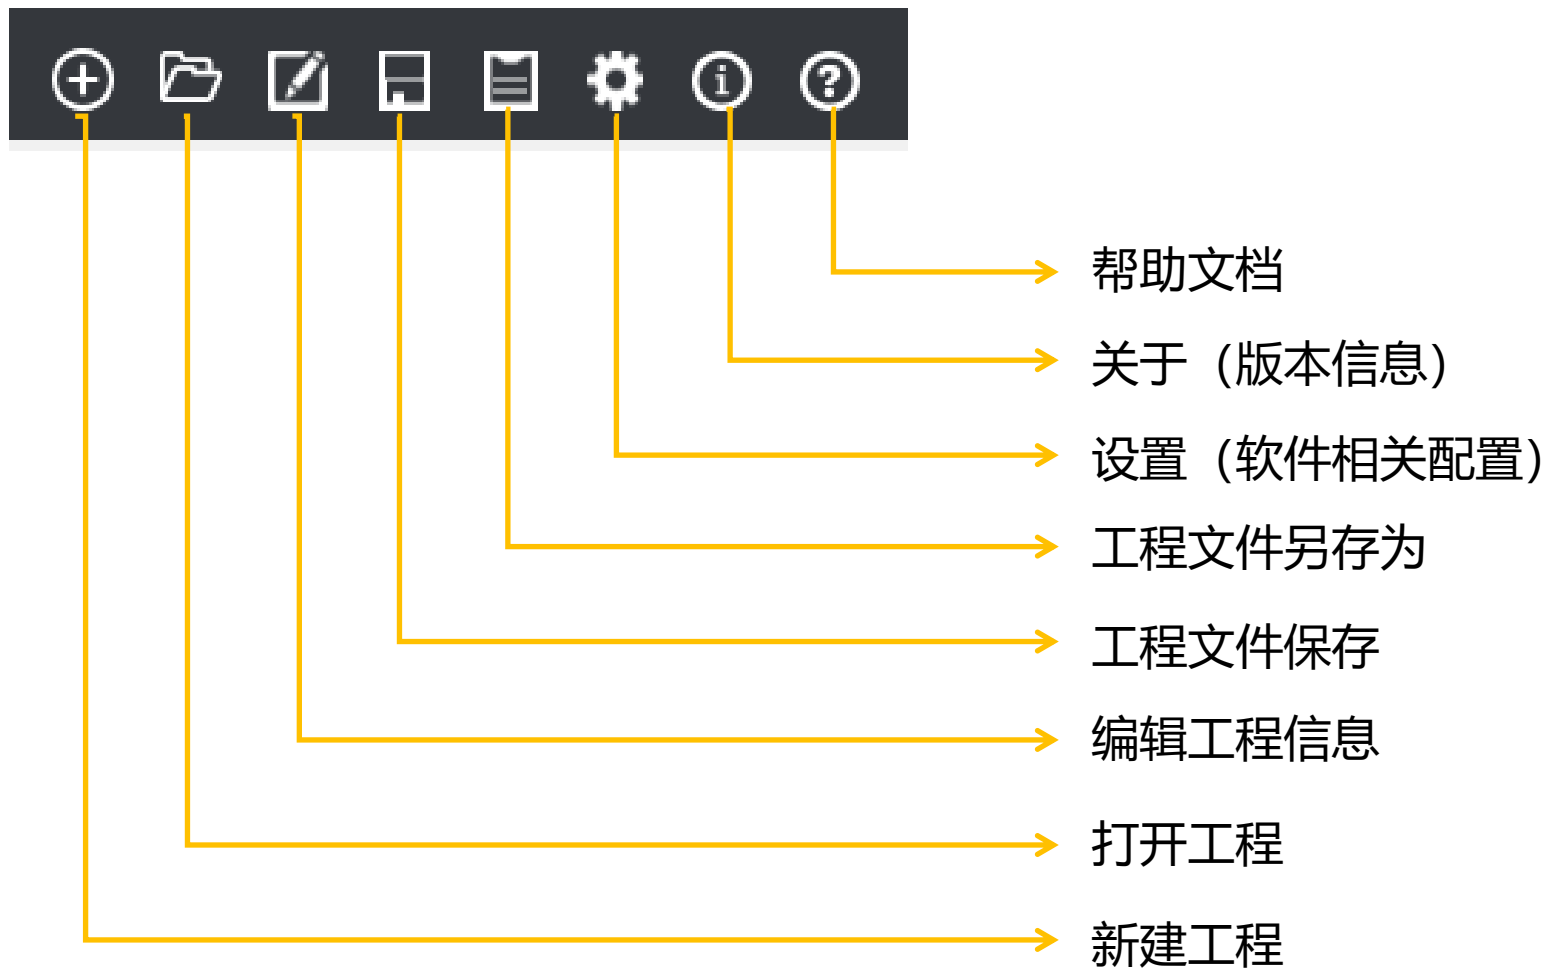 帮助文档
关于（版本信息）
设置（软件相关配置）
工程文件另存为
工程文件保存
编辑工程信息
打开工程
新建工程